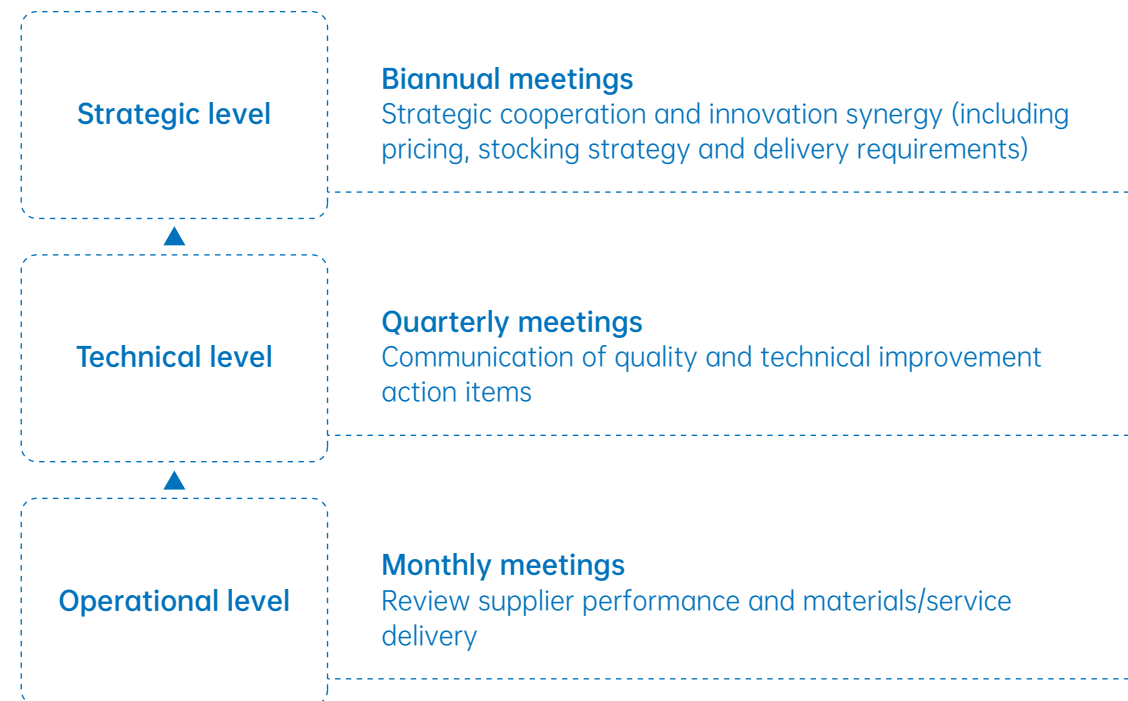 Strategic level
Biannual meetings
Strategic cooperation and innovation synergy (including
pricing, stocking strategy and delivery requirements)
Technical level
Quarterly meetings
Communication of quality and technical improvement
action items
Operational level
Monthly meetings
Review supplier performance and materials/service
delivery